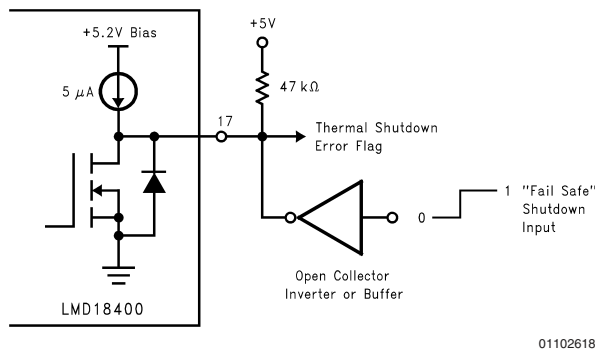 +5.2V Bias
+5V
5 μA
47 kΩ
17
Thermal Shutdown
Error Flag
0
1 "Fail Safe"
Shutdown
Input
Open Collector
Inverter or Buffer
LMD18400
01102618